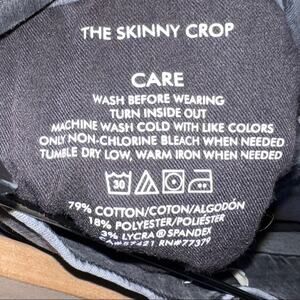 THE SKINNY CROP
CARE
WASH BEFORE WEARING
TURN INSIDE OUT
MACHINE WASH COLD WITH LIKE COLORS
ONLY NON-CHLORINE BLEACH WHEN NEEDED
TUMBLE DRY LOW, WARM IRON WHEN NEEDED
30
79% COTTON/COTON/ALGODÓN
18% POLYESTER/POLIÉSTER
3% LYCRA® SPANDEX
RN#77379